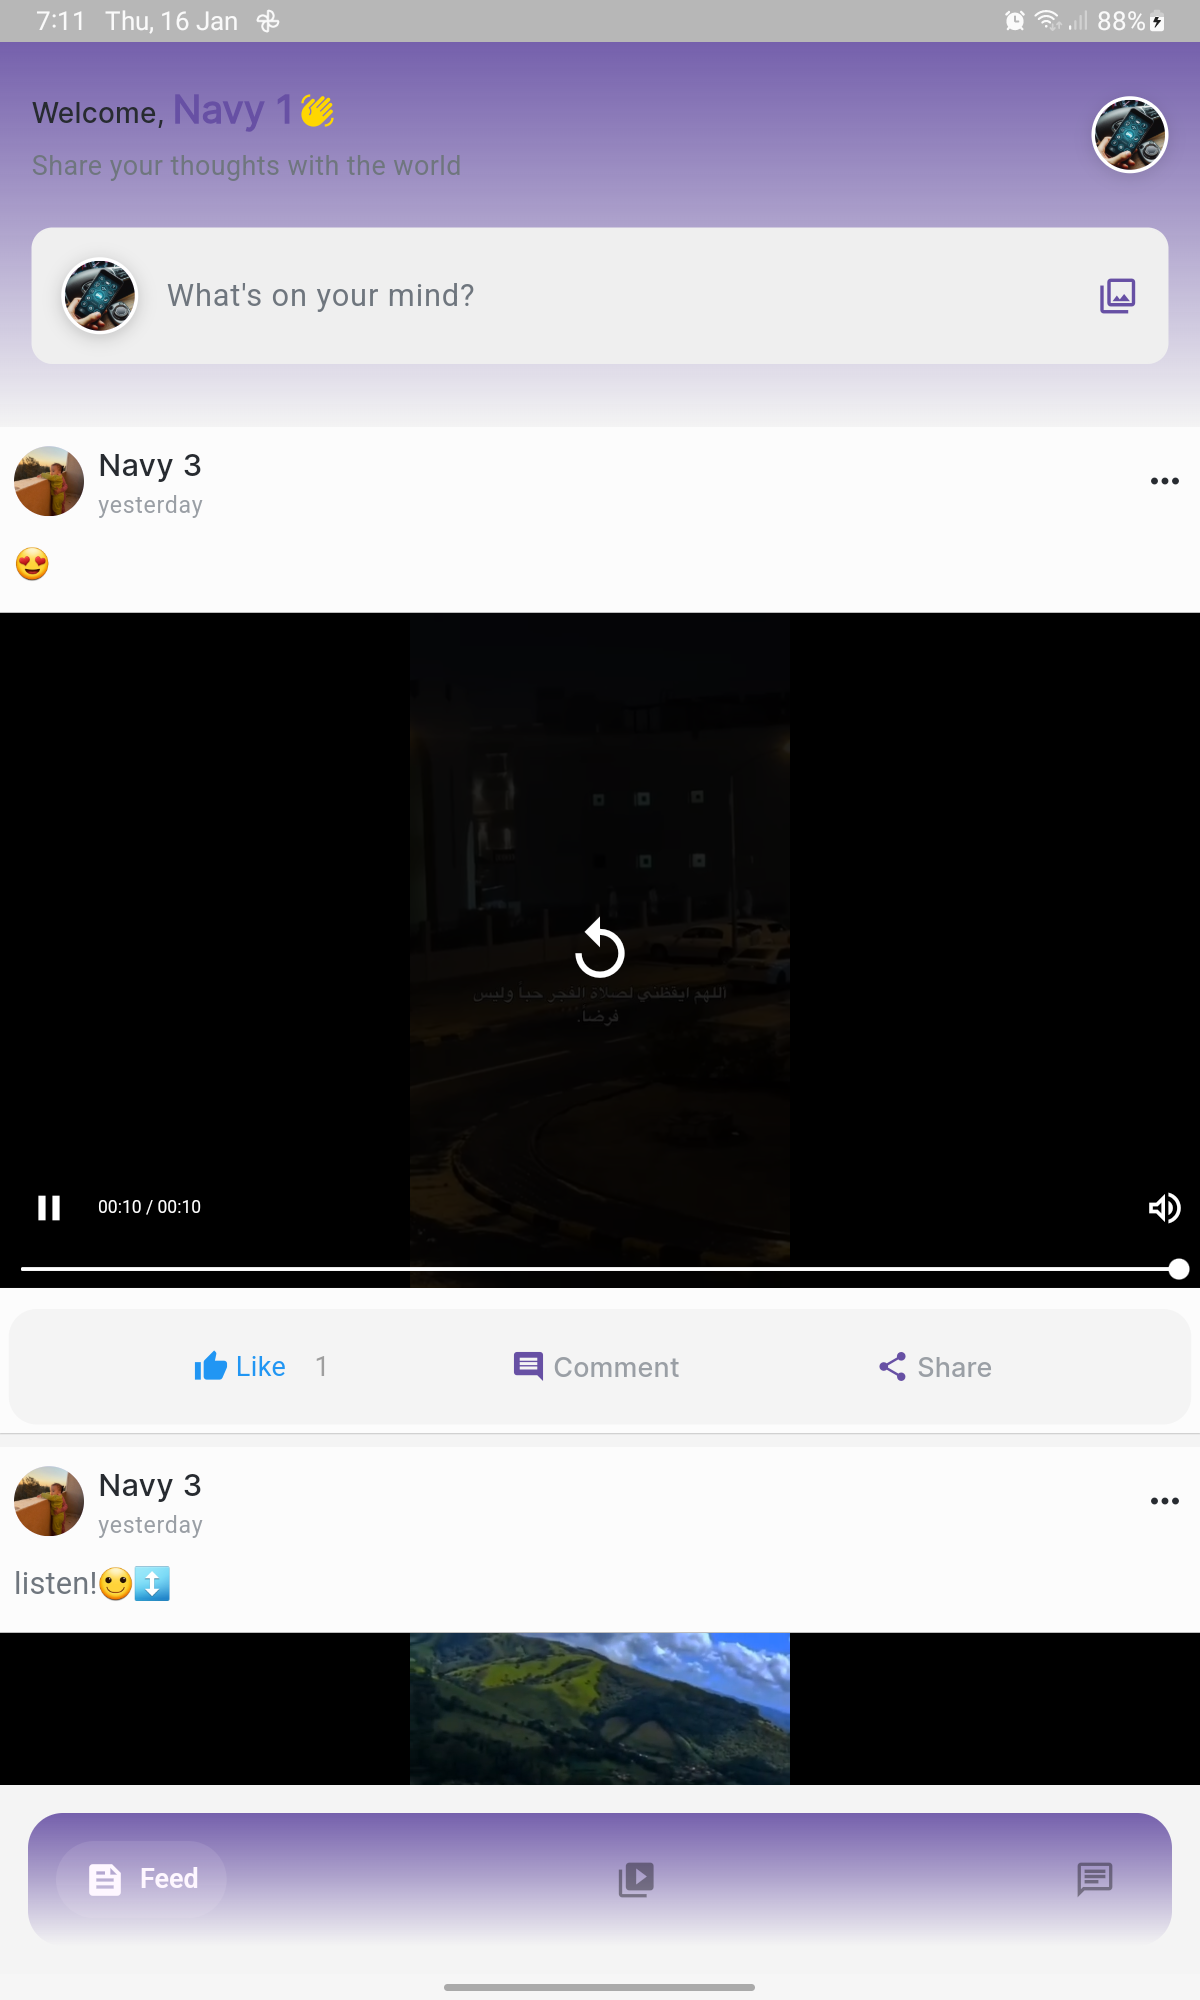 7:11 Thu, 16 Jan
88%
Welcome, Navy 1👋
Share your thoughts with the world
What's on your mind?
Navy 3
yesterday
😍
اللهم ايقظني لصلاة الفجر حباً وليس
فرضاً.
00:10 / 00:10
Like 1
Comment
Share
Navy 3
yesterday
listen!🙂↕️
Feed